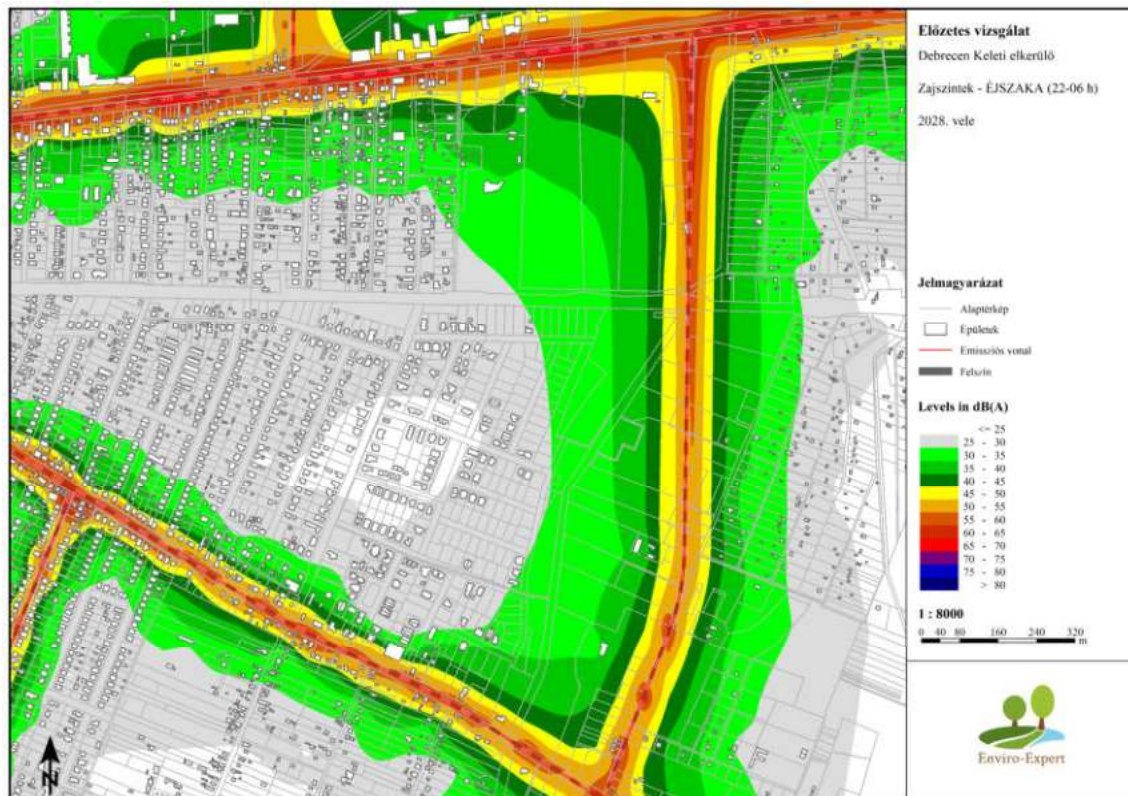 Előzetes vizsgálat
Debrecen Keleti elkerülő
Zajszintek - ÉJSZAKA (22-06 h)
2028. vele
Jelmagyarázat
Alaptérkép
Épületek
Emissziós vonal
Felszín
Levels in dB(A)
<= 25
25 - 30
30 - 35
35 - 40
40 - 45
45 - 50
50 - 55
55 - 60
60 - 65
65 - 70
70 - 75
75 - 80
> 80
1 : 8000
0 40 80 160 240 320
m
Enviro-Expert
N